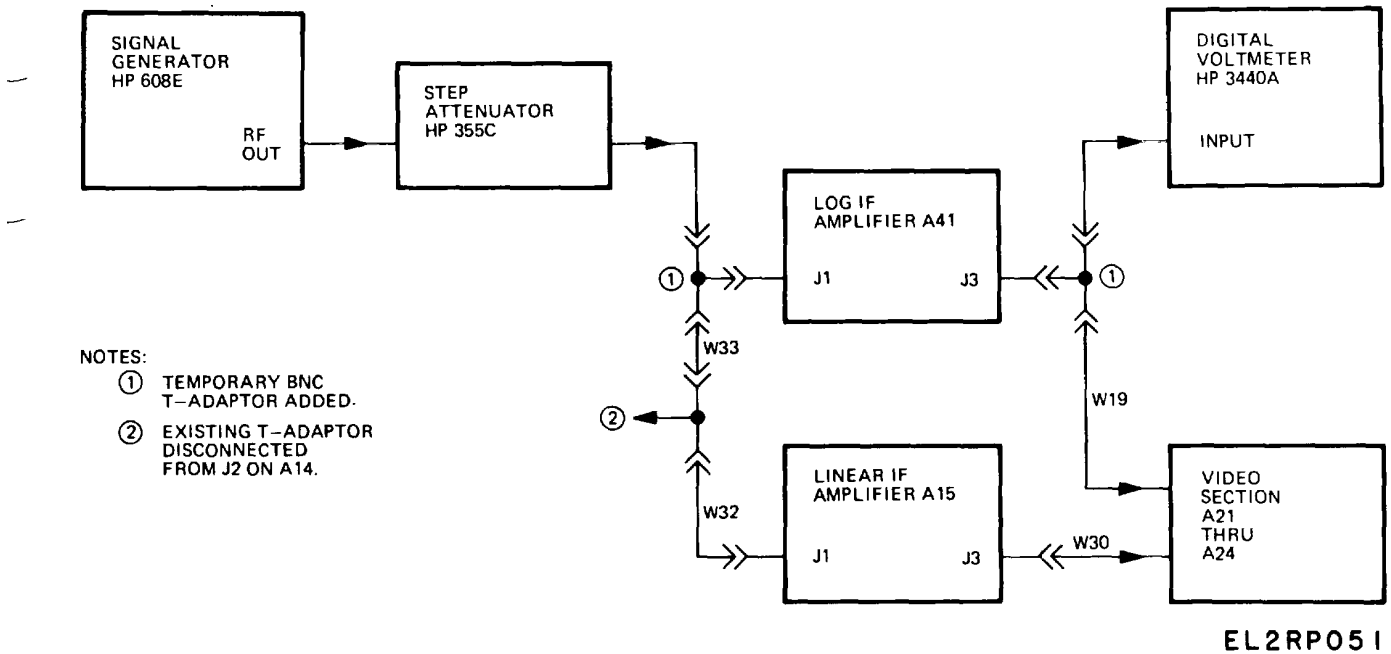 SIGNAL
GENERATOR
HP 608E
RF
OUT
STEP
ATTENUATOR
HP 355C
DIGITAL
VOLTMETER
HP 3440A
INPUT
LOG IF
AMPLIFIER A41
J1
J3
①
①
W33
②
W32
W19
NOTES:
① TEMPORARY BNC
T-ADAPTOR ADDED.
② EXISTING T-ADAPTOR
DISCONNECTED
FROM J2 ON A14.
LINEAR IF
AMPLIFIER A15
J1
J3
W30
VIDEO
SECTION
A21
THRU
A24
EL2RP051